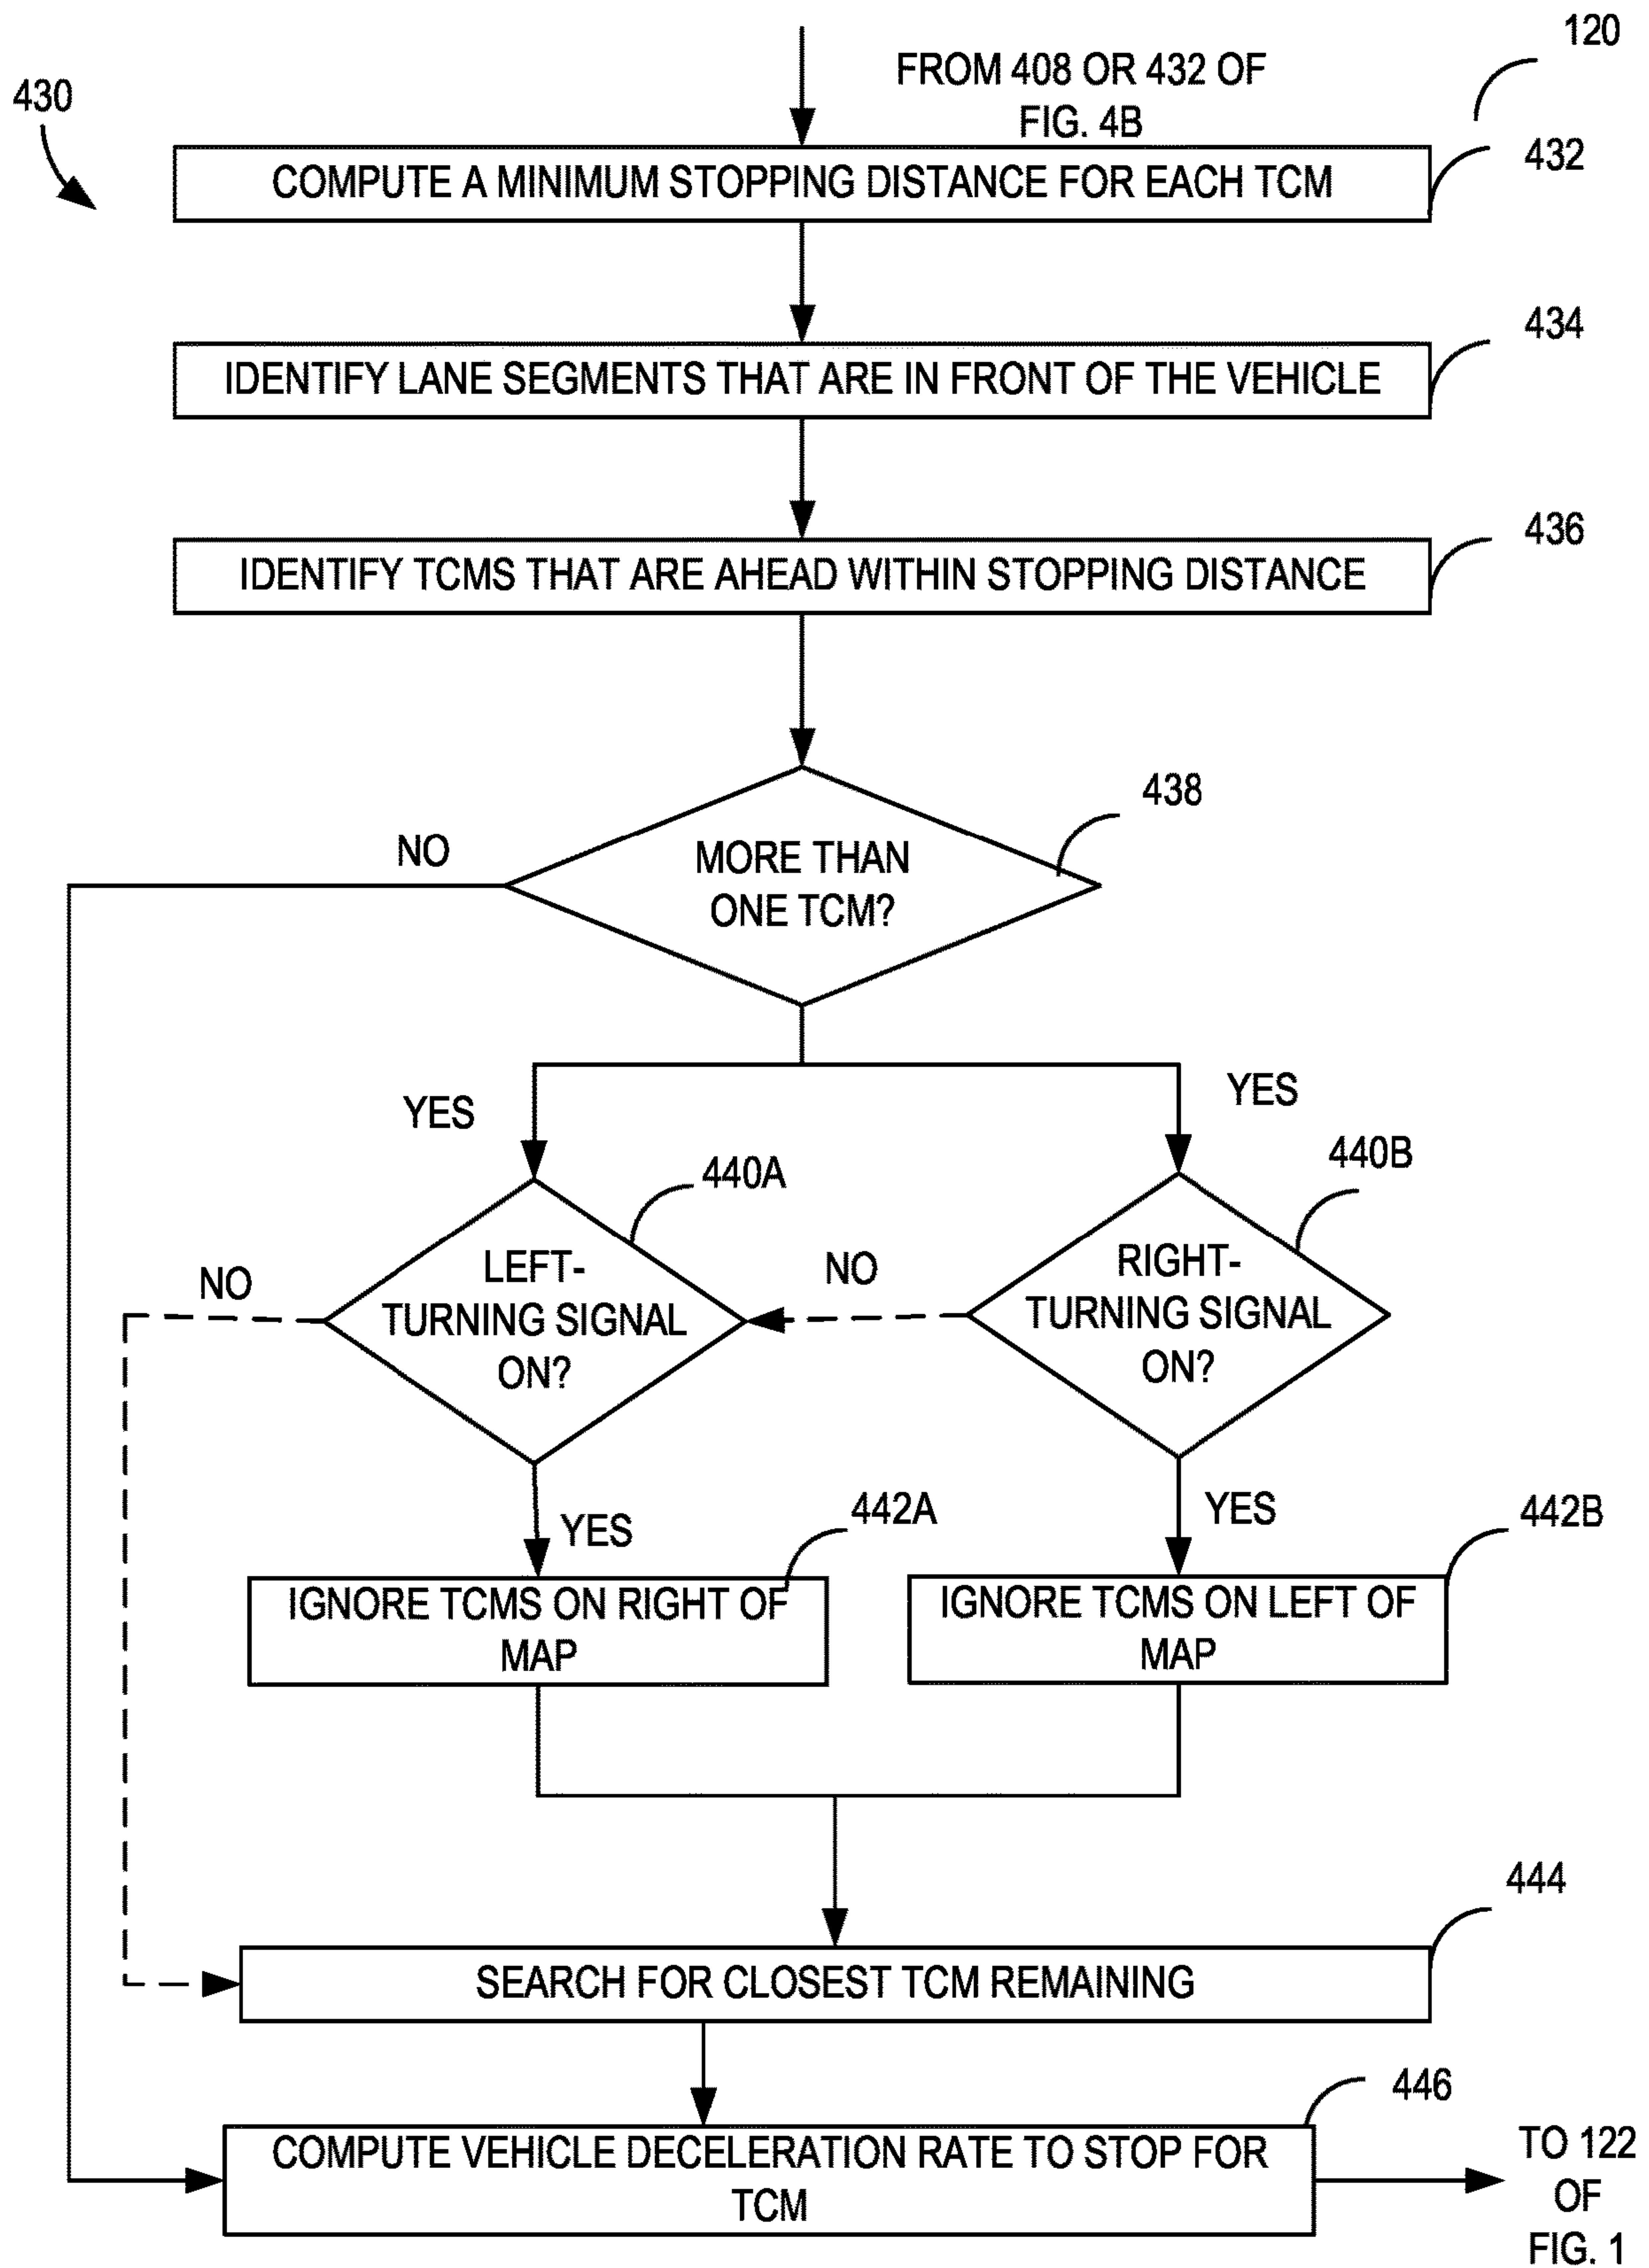 120
FROM 408 OR 432 OF
FIG. 4B
430
432
COMPUTE A MINIMUM STOPPING DISTANCE FOR EACH TCM
434
IDENTIFY LANE SEGMENTS THAT ARE IN FRONT OF THE VEHICLE
436
IDENTIFY TCMS THAT ARE AHEAD WITHIN STOPPING DISTANCE
438
NO
MORE THAN
ONE TCM?
YES
YES
440A
440B
NO
LEFT-
TURNING SIGNAL
ON?
NO
RIGHT-
TURNING SIGNAL
ON?
YES
442A
YES
442B
IGNORE TCMS ON RIGHT OF
MAP
IGNORE TCMS ON LEFT OF
MAP
444
SEARCH FOR CLOSEST TCM REMAINING
446
COMPUTE VEHICLE DECELERATION RATE TO STOP FOR
TCM
TO 122
OF
FIG. 1